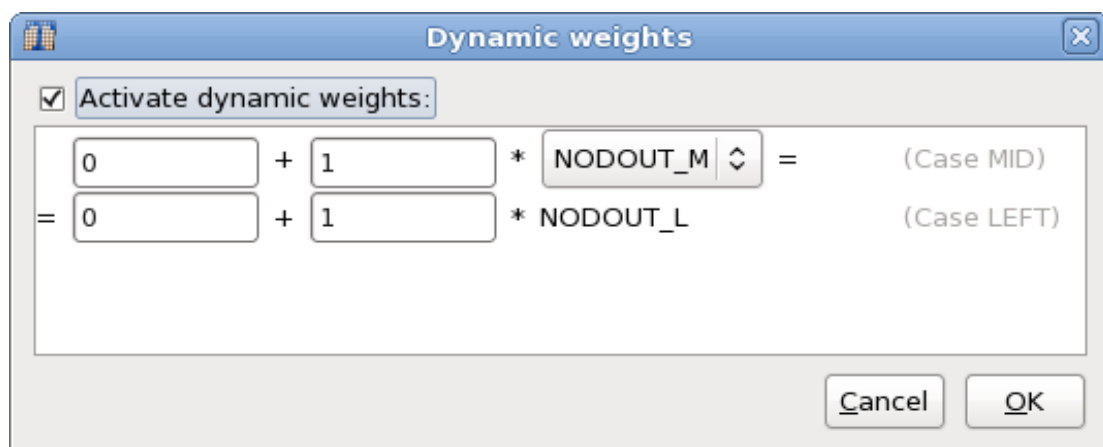 Dynamic weights
Activate dynamic weights:
0 + 1 * NODOUT_M = (Case MID)
= 0 + 1 * NODOUT_L (Case LEFT)
Cancel OK